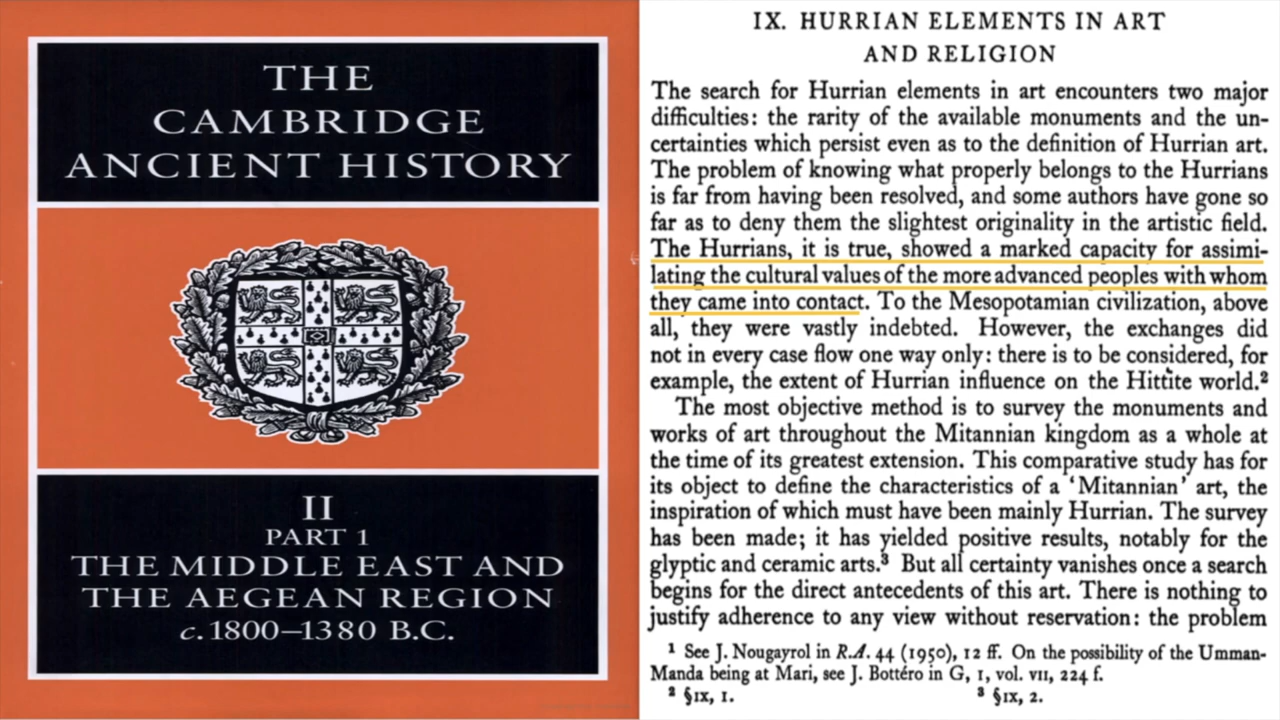 THE
CAMBRIDGE
ANCIENT HISTORY
II
PART 1
THE MIDDLE EAST AND
THE AEGEAN REGION
c. 1800–1380 B.C.
IX. HURRIAN ELEMENTS IN ART
AND RELIGION
The search for Hurrian elements in art encounters two major
difficulties: the rarity of the available monuments and the un-
certainties which persist even as to the definition of Hurrian art.
The problem of knowing what properly belongs to the Hurrians
is far from having been resolved, and some authors have gone so
far as to deny them the slightest originality in the artistic field.
The Hurrians, it is true, showed a marked capacity for assimi-
lating the cultural values of the more advanced peoples with whom
they came into contact. To the Mesopotamian civilization, above
all, they were vastly indebted. However, the exchanges did
not in every case flow one way only: there is to be considered, for
example, the extent of Hurrian influence on the Hittite world.²
The most objective method is to survey the monuments and
works of art throughout the Mitannian kingdom as a whole at
the time of its greatest extension. This comparative study has for
its object to define the characteristics of a ‘Mitannian’ art, the
inspiration of which must have been mainly Hurrian. The survey
has been made; it has yielded positive results, notably for the
glyptic and ceramic arts.³ But all certainty vanishes once a search
begins for the direct antecedents of this art. There is nothing to
justify adherence to any view without reservation: the problem
¹ See J. Nougayrol in R.A. 44 (1950), 12 ff. On the possibility of the Umman-
Manda being at Mari, see J. Bottéro in G, 1, vol. VII, 224 f.
² §IX, 1. ³ §IX, 2.